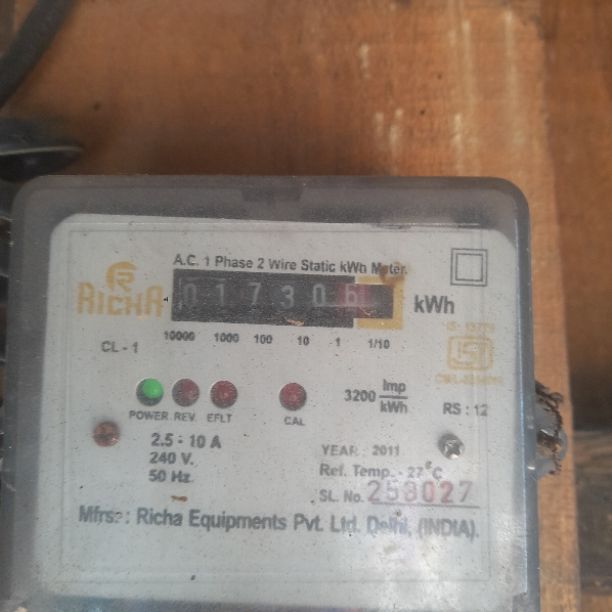 A.C. 1 Phase 2 Wire Static kWh Meter.
RICHA
017306
kWh
10000 1000 100 10 1 1/10
CL - 1
3200 Imp/kWh
ISI
RS : 12
POWER REV. EFLT
CAL
2.5 - 10 A
240 V.
50 Hz.
YEAR : 2011
Ref. Temp. - 27°C
SL. No. 258027
Mfrs.: Richa Equipments Pvt. Ltd. Delhi, (INDIA).